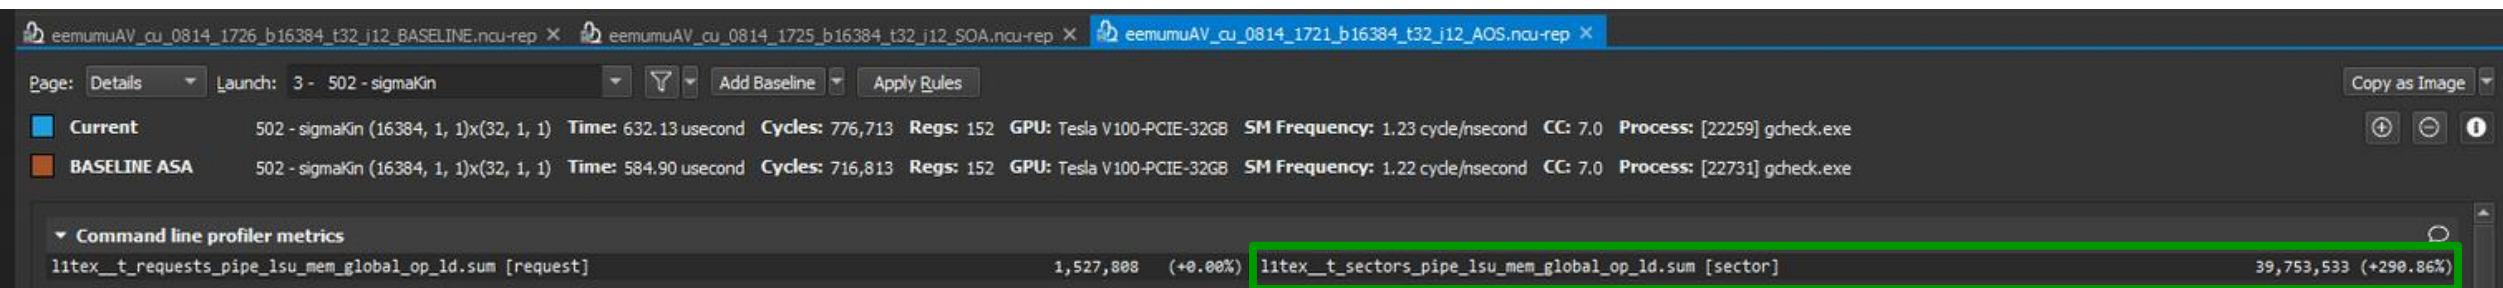 eemumuAV_cu_0814_1726_b16384_t32_i12_BASELINE.ncu-rep × eemumuAV_cu_0814_1725_b16384_t32_i12_SOA.ncu-rep × eemumuAV_cu_0814_1721_b16384_t32_i12_AOS.ncu-rep ×
Page: Details Launch: 3 - 502 - sigmaKin Add Baseline Apply Rules Copy as Image
Current 502 - sigmaKin (16384, 1, 1)x(32, 1, 1) Time: 632.13 usecond Cycles: 776,713 Regs: 152 GPU: Tesla V100-PCIE-32GB SM Frequency: 1.23 cycle/nsecond CC: 7.0 Process: [22259] gcheck.exe
BASELINE ASA 502 - sigmaKin (16384, 1, 1)x(32, 1, 1) Time: 584.90 usecond Cycles: 716,813 Regs: 152 GPU: Tesla V100-PCIE-32GB SM Frequency: 1.22 cycle/nsecond CC: 7.0 Process: [22731] gcheck.exe
Command line profiler metrics
l1tex__t_requests_pipe_lsu_mem_global_op_ld.sum [request] 1,527,808 (+0.00%) l1tex__t_sectors_pipe_lsu_mem_global_op_ld.sum [sector] 39,753,533 (+290.86%)